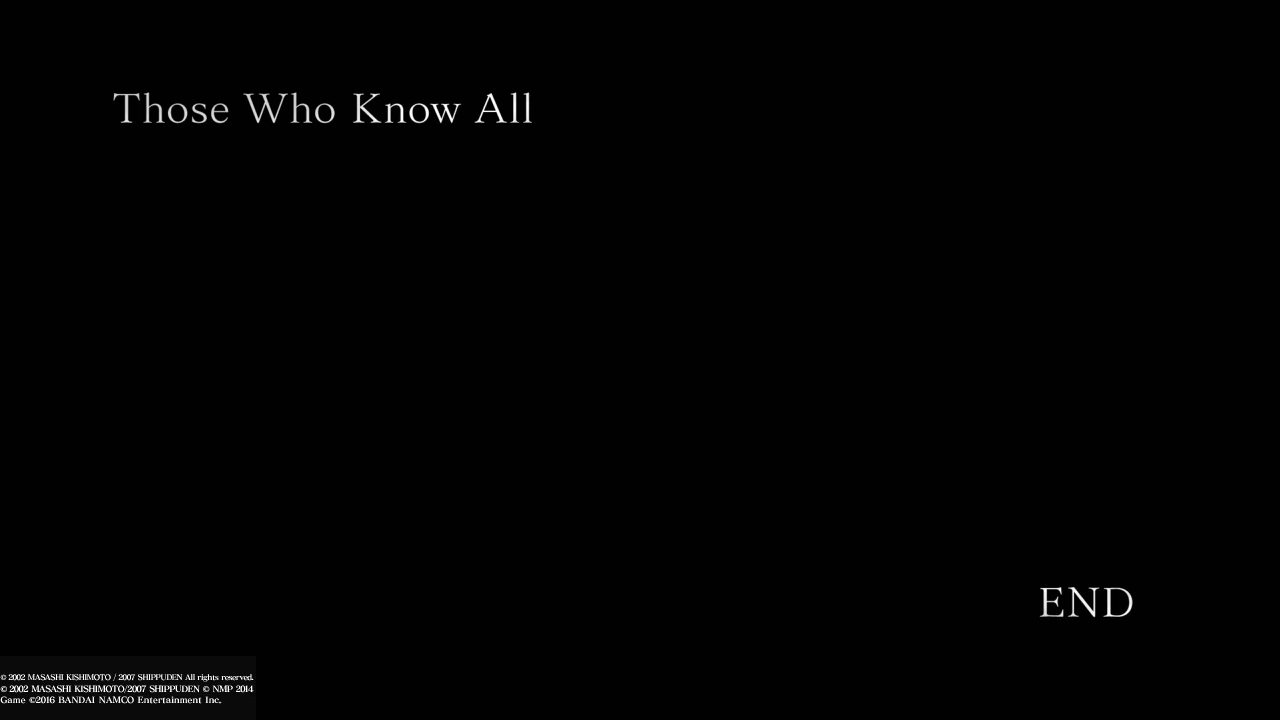 Those Who Know All
END
© 2002 MASASHI KISHIMOTO / 2007 SHIPPUDEN All rights reserved.
© 2002 MASASHI KISHIMOTO/2007 SHIPPUDEN © NMP 2014
Game ©2016 BANDAI NAMCO Entertainment Inc.